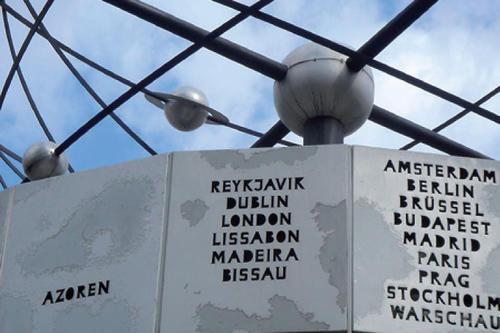 AZOREN
REYKJAVIK
DUBLIN
LONDON
LISSABON
MADEIRA
BISSAU
AMSTERDAM
BERLIN
BRÜSSEL
BUDAPEST
MADRID
PARIS
PRAG
STOCKHOLM
WARSCHAU